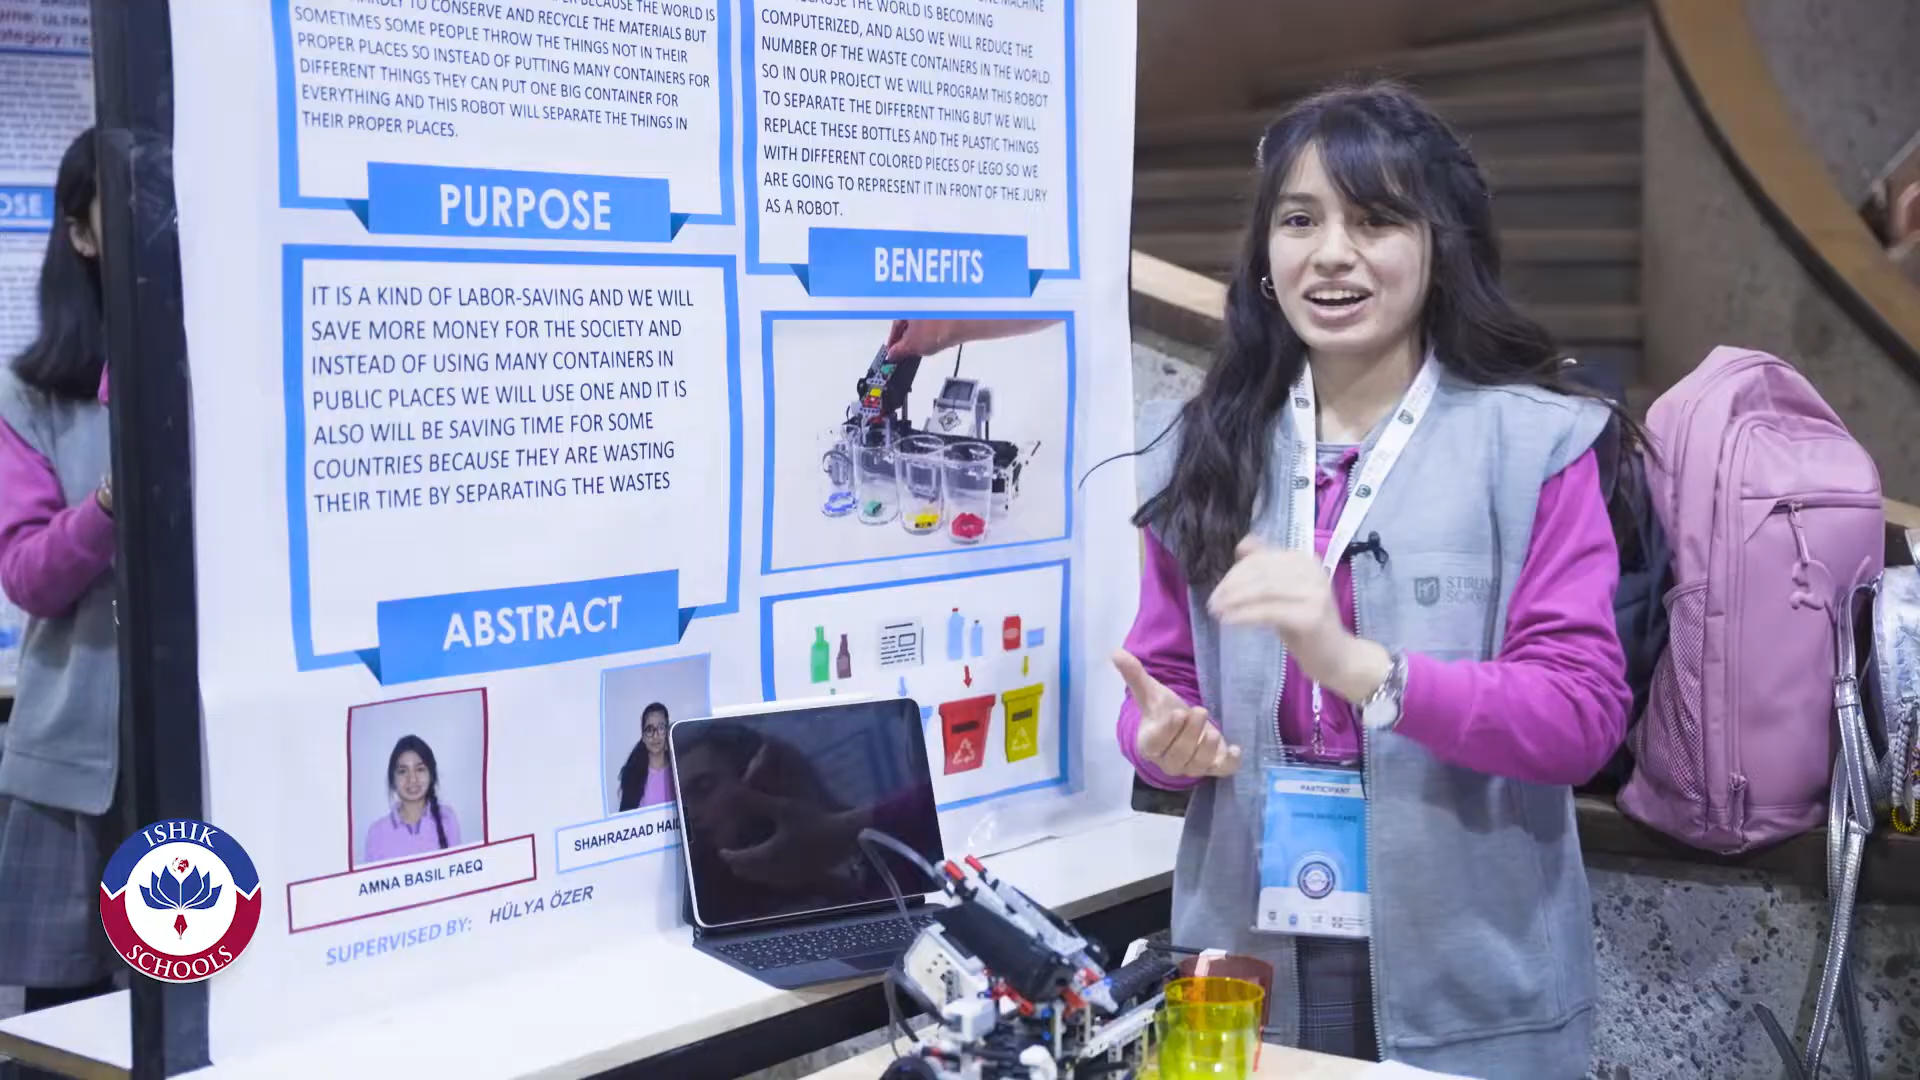 HARDLY TO CONSERVE AND RECYCLE THE MATERIALS BUT
SOMETIMES SOME PEOPLE THROW THE THINGS NOT IN THEIR
PROPER PLACES SO INSTEAD OF PUTTING MANY CONTAINERS FOR
DIFFERENT THINGS THEY CAN PUT ONE BIG CONTAINER FOR
EVERYTHING AND THIS ROBOT WILL SEPARATE THE THINGS IN
THEIR PROPER PLACES.
PURPOSE
IT IS A KIND OF LABOR-SAVING AND WE WILL
SAVE MORE MONEY FOR THE SOCIETY AND
INSTEAD OF USING MANY CONTAINERS IN
PUBLIC PLACES WE WILL USE ONE AND IT IS
ALSO WILL BE SAVING TIME FOR SOME
COUNTRIES BECAUSE THEY ARE WASTING
THEIR TIME BY SEPARATING THE WASTES
ABSTRACT
AMNA BASIL FAEQ
SHAHRAZAAD
SUPERVISED BY: HÜLYA ÖZER
THE WORLD IS BECOMING
COMPUTERIZED, AND ALSO WE WILL REDUCE THE
NUMBER OF THE WASTE CONTAINERS IN THE WORLD.
SO IN OUR PROJECT WE WILL PROGRAM THIS ROBOT
TO SEPARATE THE DIFFERENT THING BUT WE WILL
REPLACE THESE BOTTLES AND THE PLASTIC THINGS
WITH DIFFERENT COLORED PIECES OF LEGO SO WE
ARE GOING TO REPRESENT IT IN FRONT OF THE JURY
AS A ROBOT.
BENEFITS
PARTICIPANT
ISHIK
SCHOOLS